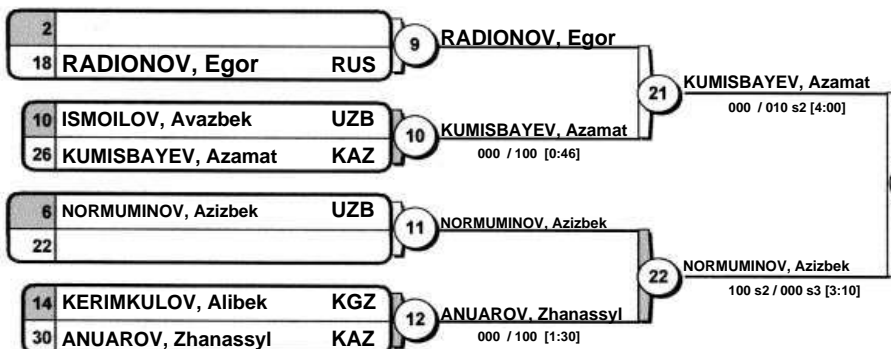 2
18 RADIONOV, Egor RUS
9
RADIONOV, Egor
10 ISMOILOV, Avazbek UZB
26 KUMISBAYEV, Azamat KAZ
10
KUMISBAYEV, Azamat
000 / 100 [0:46]
21
KUMISBAYEV, Azamat
000 / 010 s2 [4:00]
6 NORMUMINOV, Azizbek UZB
22
11
NORMUMINOV, Azizbek
14 KERIMKULOV, Alibek KGZ
30 ANUAROV, Zhanassyl KAZ
12
ANUAROV, Zhanassyl
000 / 100 [1:30]
22
NORMUMINOV, Azizbek
100 s2 / 000 s3 [3:10]